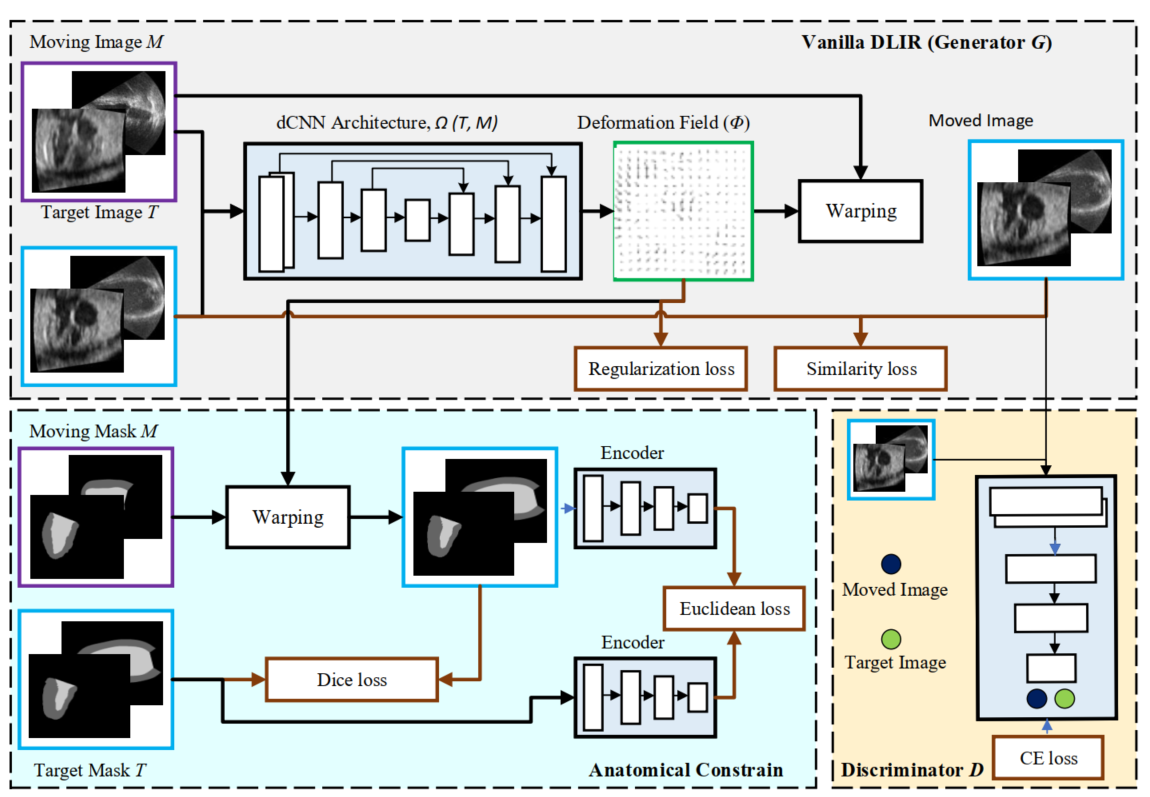 Moving Image M
Vanilla DLIR (Generator G)
dCNN Architecture, Ω (T, M)
Deformation Field (Φ)
Moved Image
Target Image T
Warping
Regularization loss
Similarity loss
Moving Mask M
Encoder
Warping
Euclidean loss
Encoder
Dice loss
Target Mask T
Anatomical Constrain
Moved Image
Target Image
CE loss
Discriminator D